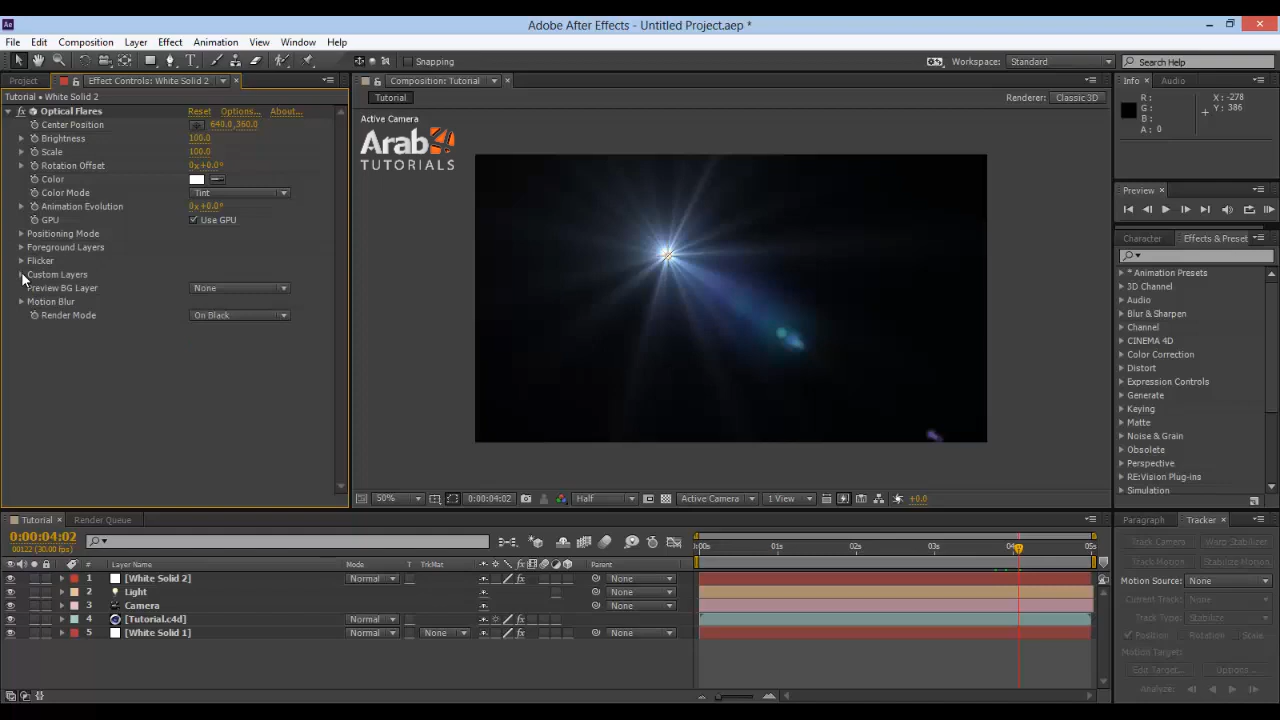 Ae
Adobe After Effects - Untitled Project.aep *
File Edit Composition Layer Effect Animation View Window Help
Snapping Workspace: Standard Search Help
Project Effect Controls: White Solid 2 Composition: Tutorial Info Audio
Tutorial • White Solid 2 Tutorial Renderer: Classic 3D
fx Optical Flares Reset Options... About...
Center Position 640.0,360.0
Brightness 100.0
Scale 100.0
Rotation Offset 0x+0.0°
Color
Color Mode Tint
Animation Evolution 0x+0.0°
GPU Use GPU
Positioning Mode
Foreground Layers
Flicker
Custom Layers
Preview BG Layer None
Motion Blur
Render Mode On Black
Active Camera
Arab4
TUTORIALS
50% 0:00:04:02 Half Active Camera 1 View +0.0
R: X: -278
G: Y: 386
B:
A: 0
Preview
Character Effects & Preset
* Animation Presets
3D Channel
Audio
Blur & Sharpen
Channel
CINEMA 4D
Color Correction
Distort
Expression Controls
Generate
Keying
Matte
Noise & Grain
Obsolete
Perspective
RE:Vision Plug-ins
Simulation
Tutorial Render Queue
0:00:04:02
00122 (30.00 fps)
:00s 01s 02s 03s 04s 05s
# Layer Name Mode T TrkMat Parent
1 [White Solid 2] Normal None
2 Light None
3 Camera None
4 [Tutorial.c4d] Normal None
5 [White Solid 1] Normal None None
Paragraph Tracker
Track Camera Warp Stabilizer
Track Motion Stabilize Motion
Motion Source: None
Current Track: None
Track Type: Stabilize
Position Rotation Scale
Motion Target:
Edit Target... Options...
Analyze: